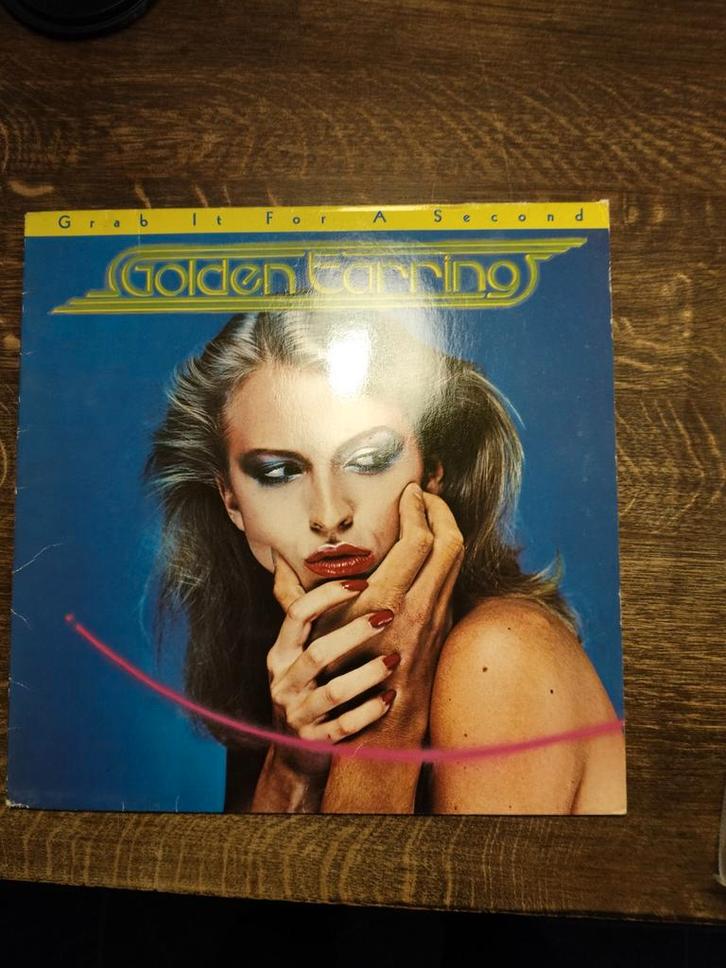 Grab It For A Second
Golden Earring